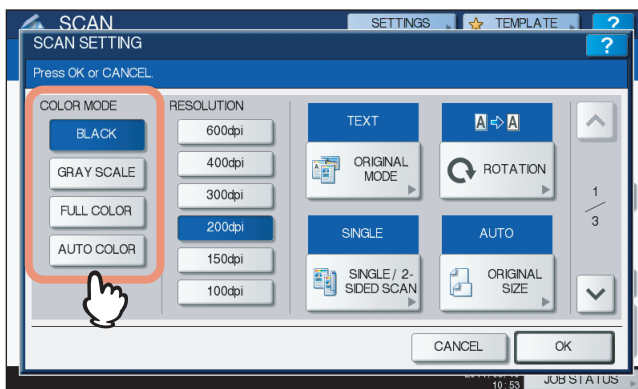 SCAN
SETTINGS
TEMPLATE
?
SCAN SETTING
?
Press OK or CANCEL.
COLOR MODE
BLACK
GRAY SCALE
FULL COLOR
AUTO COLOR
RESOLUTION
600dpi
400dpi
300dpi
200dpi
150dpi
100dpi
TEXT
ORIGINAL
MODE
A A
ROTATION
SINGLE
SINGLE / 2-
SIDED SCAN
AUTO
ORIGINAL
SIZE
1
3
CANCEL
OK
10:53
JOB STATUS